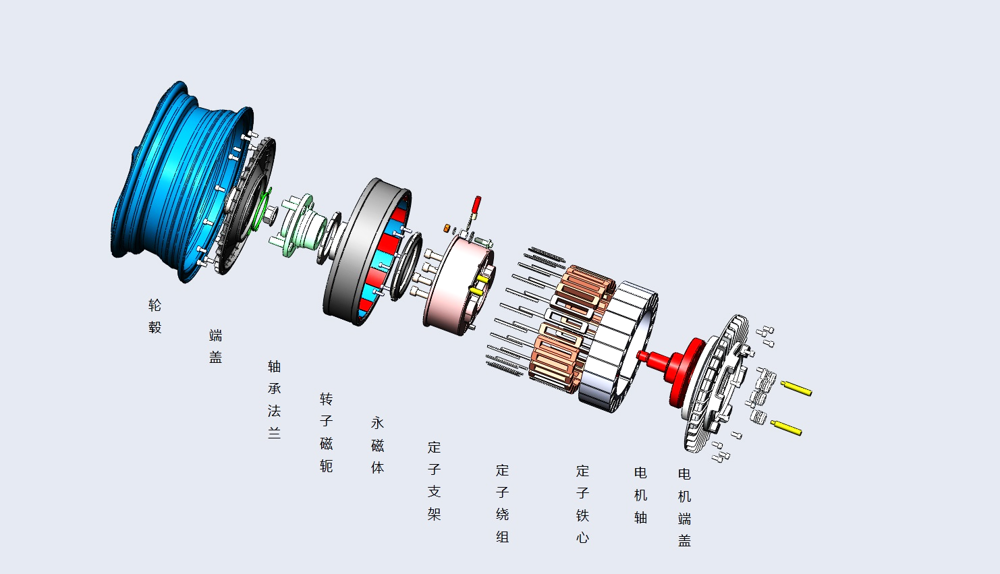 轮毂
端盖
轴承法兰
转子磁轭
永磁体
定子支架
定子绕组
定子铁心
电机轴
电机端盖